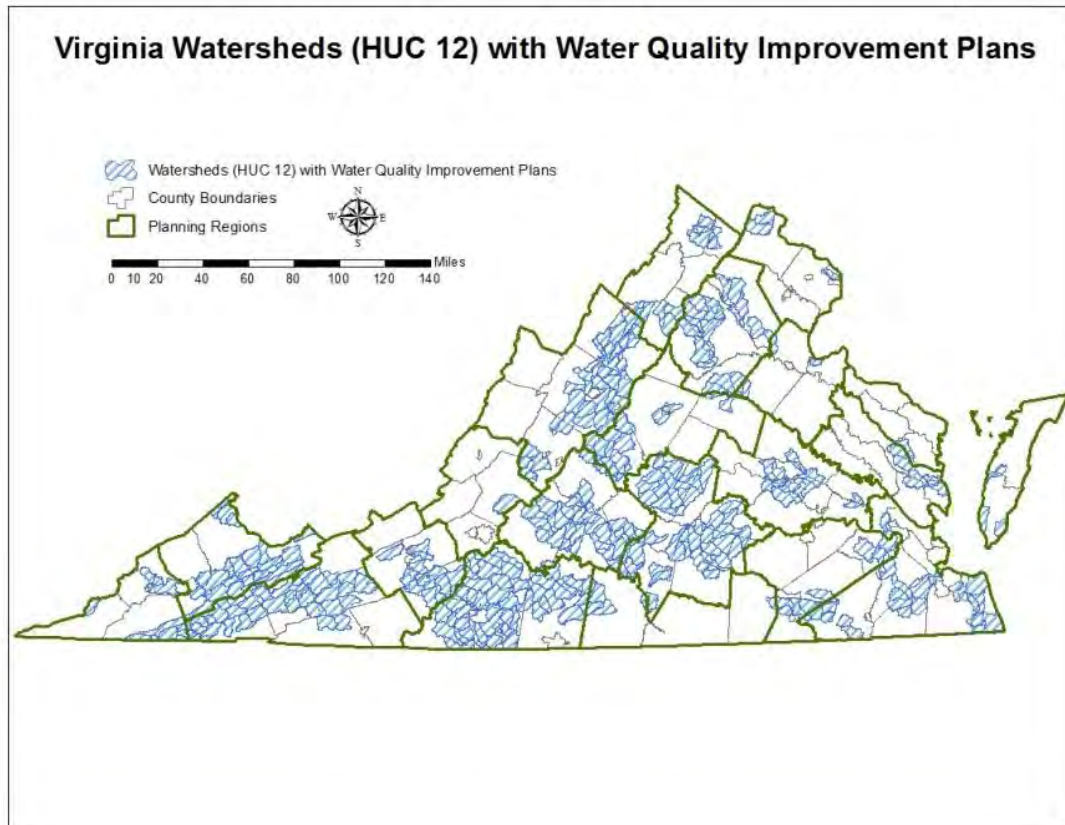 Virginia Watersheds (HUC 12) with Water Quality Improvement Plans
Watersheds (HUC 12) with Water Quality Improvement Plans
County Boundaries
Planning Regions
N
W E
S
Miles
0 10 20 40 60 80 100 120 140